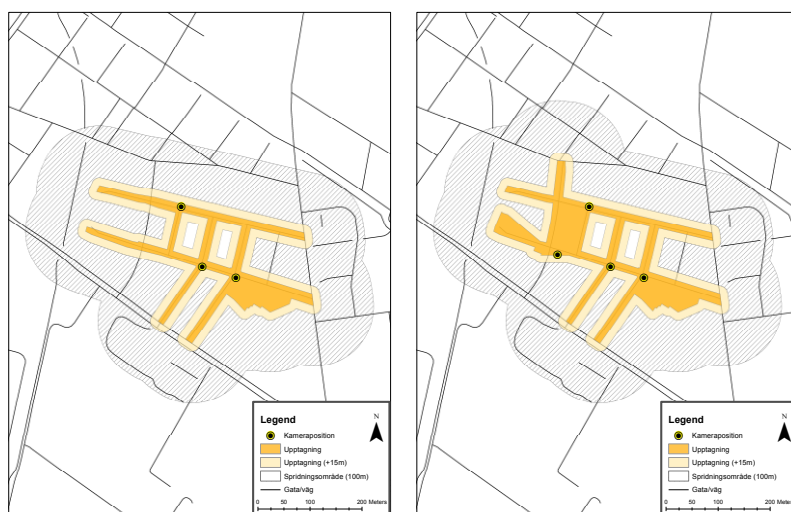 Legend
N
Kameraposition
Upptagning
Upptagning (+15m)
Spridningsområde (100m)
Gata/väg
0 50 100 200 Meters
Legend
N
Kameraposition
Upptagning
Upptagning (+15m)
Spridningsområde (100m)
Gata/väg
0 50 100 200 Meters